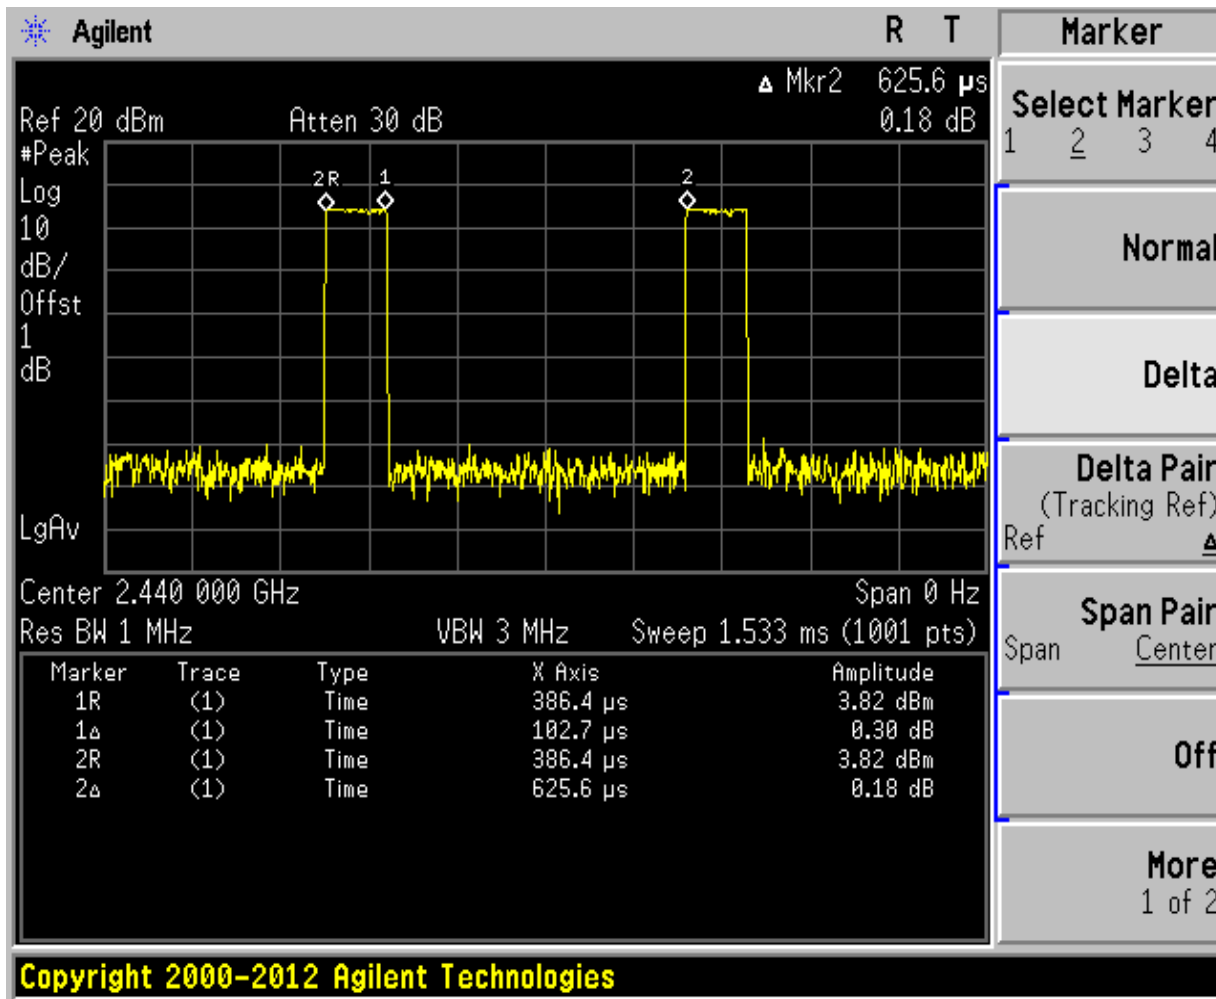 Agilent R T Marker
Δ Mkr2 625.6 µs
Ref 20 dBm Atten 30 dB 0.18 dB
#Peak
Log
10
dB/
Offst
1
dB
LgAv
2R 1 2
Center 2.440 000 GHz Span 0 Hz
Res BW 1 MHz VBW 3 MHz Sweep 1.533 ms (1001 pts)
Marker Trace Type X Axis Amplitude
1R (1) Time 386.4 µs 3.82 dBm
1Δ (1) Time 102.7 µs 0.30 dB
2R (1) Time 386.4 µs 3.82 dBm
2Δ (1) Time 625.6 µs 0.18 dB
Select Marker
1 2 3 4
Normal
Delta
Delta Pair
(Tracking Ref)
Ref Δ
Span Pair
Span Center
Off
More
1 of 2
Copyright 2000-2012 Agilent Technologies